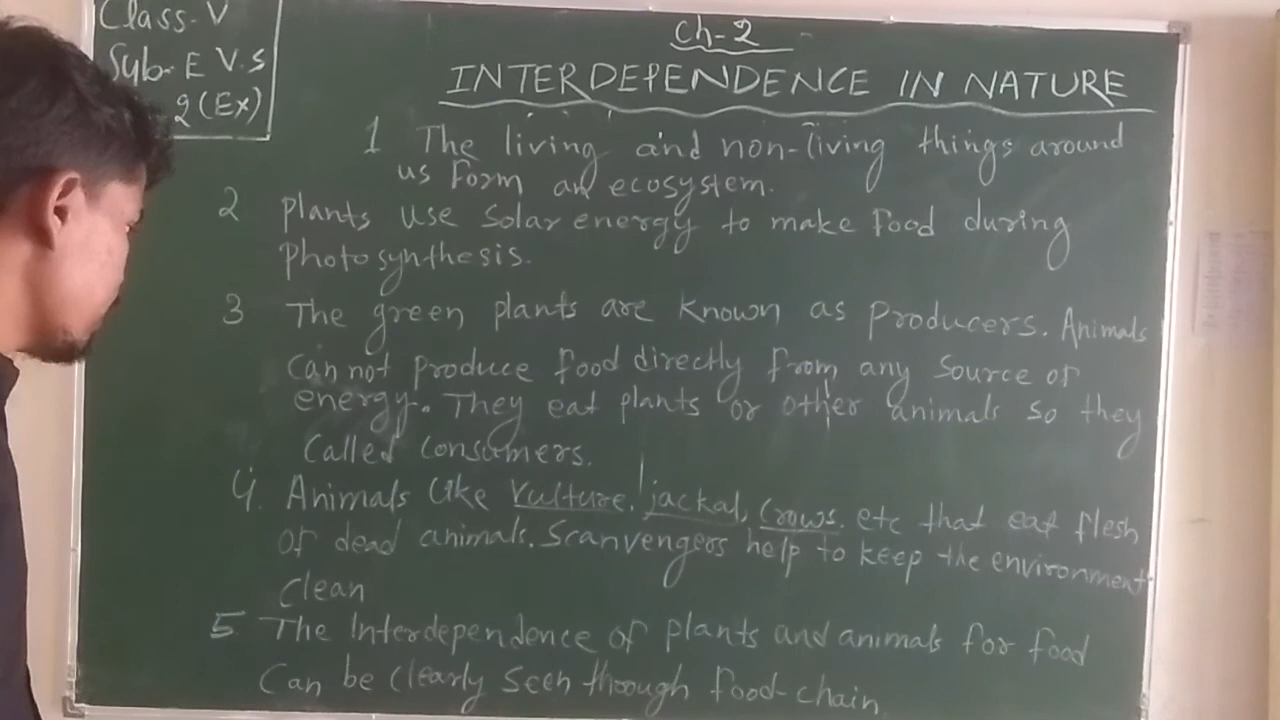 Class-V
Sub- E V.S
2 (Ex)
Ch-2
INTERDEPENDENCE IN NATURE
1 The living and non-living things around
us Form an ecosystem.
2 plants use solar energy to make Food during
Photosynthesis.
3 The green plants are known as Producers. Animals
Can not produce food directly from any source of
energy. They eat plants or other animals so they
Called Consumers.
4. Animals like Vulture, jackal, Crows. etc that eat flesh
of dead animals. Scanvengers help to keep the environment
Clean
5 The Interdependence of plants and animals for food
Can be Clearly seen through food-chain.